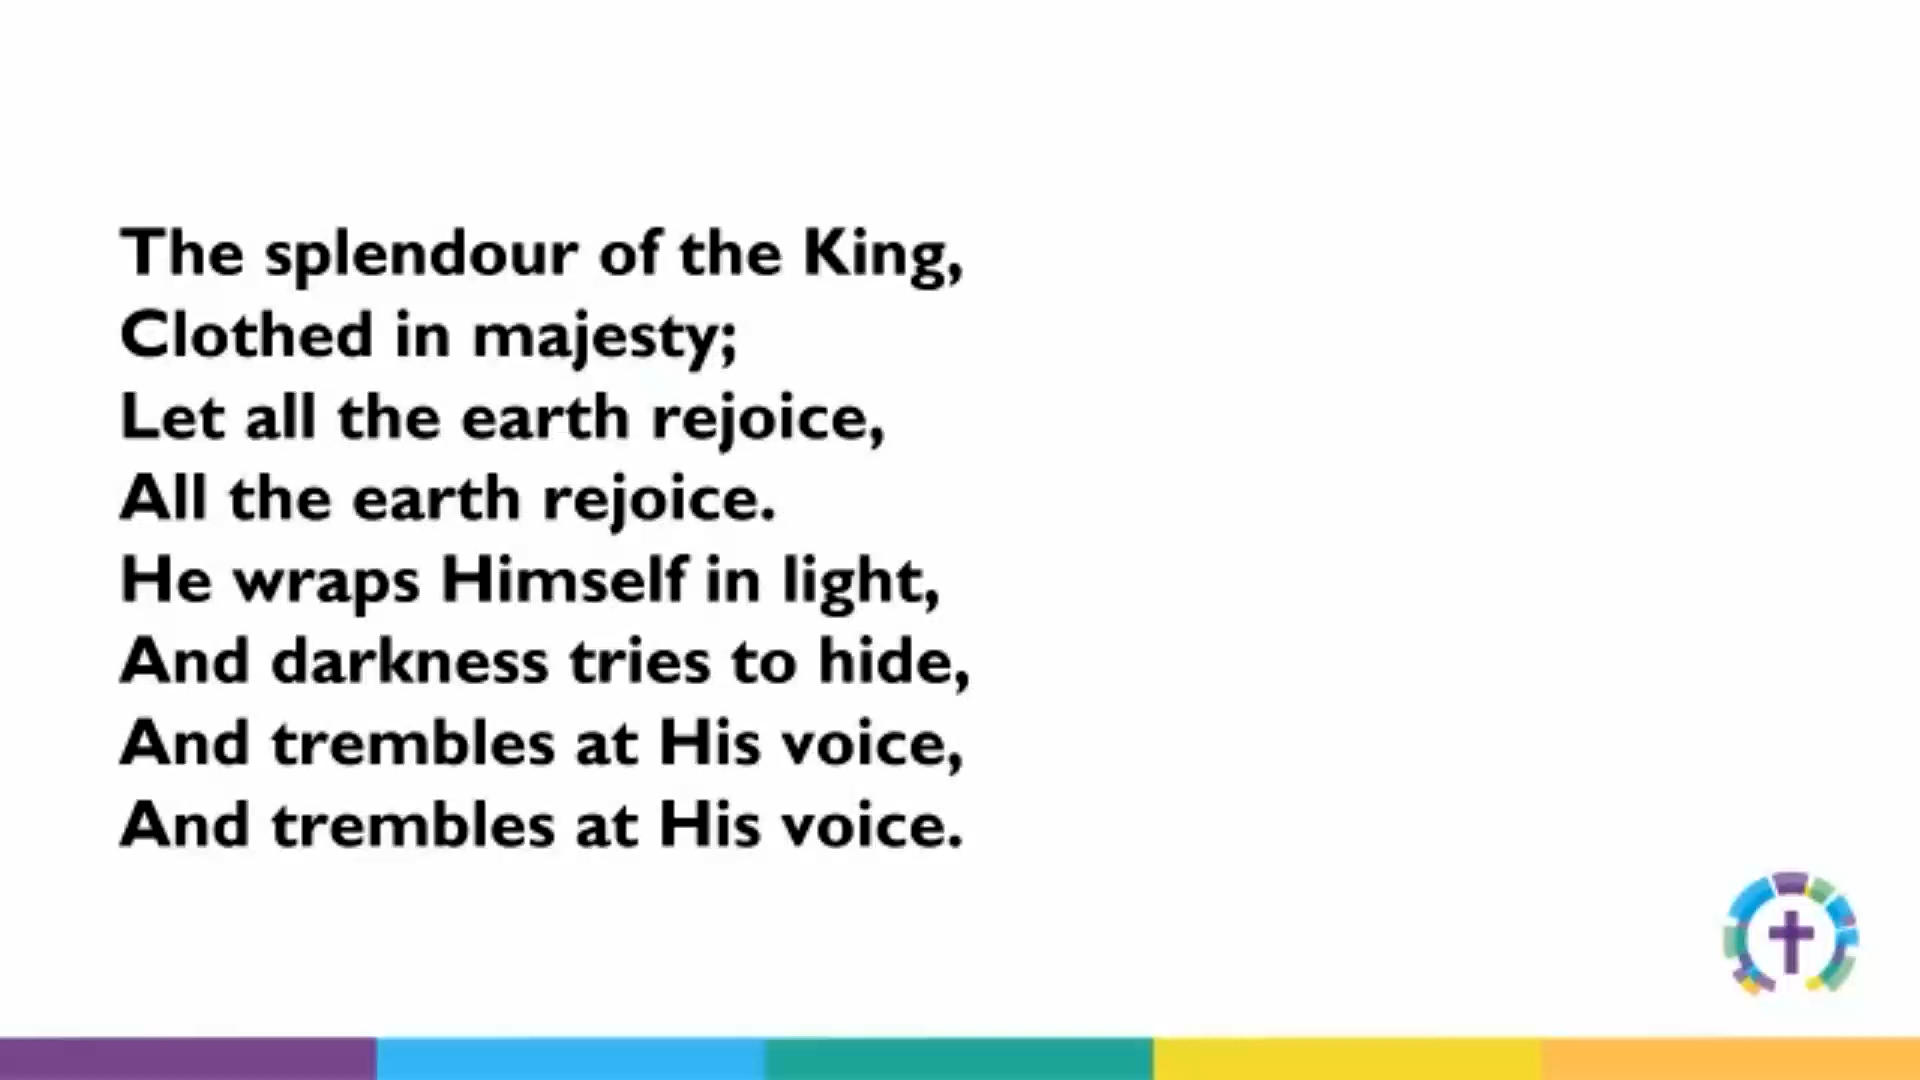 The splendour of the King,
Clothed in majesty;
Let all the earth rejoice,
All the earth rejoice.
He wraps Himself in light,
And darkness tries to hide,
And trembles at His voice,
And trembles at His voice.